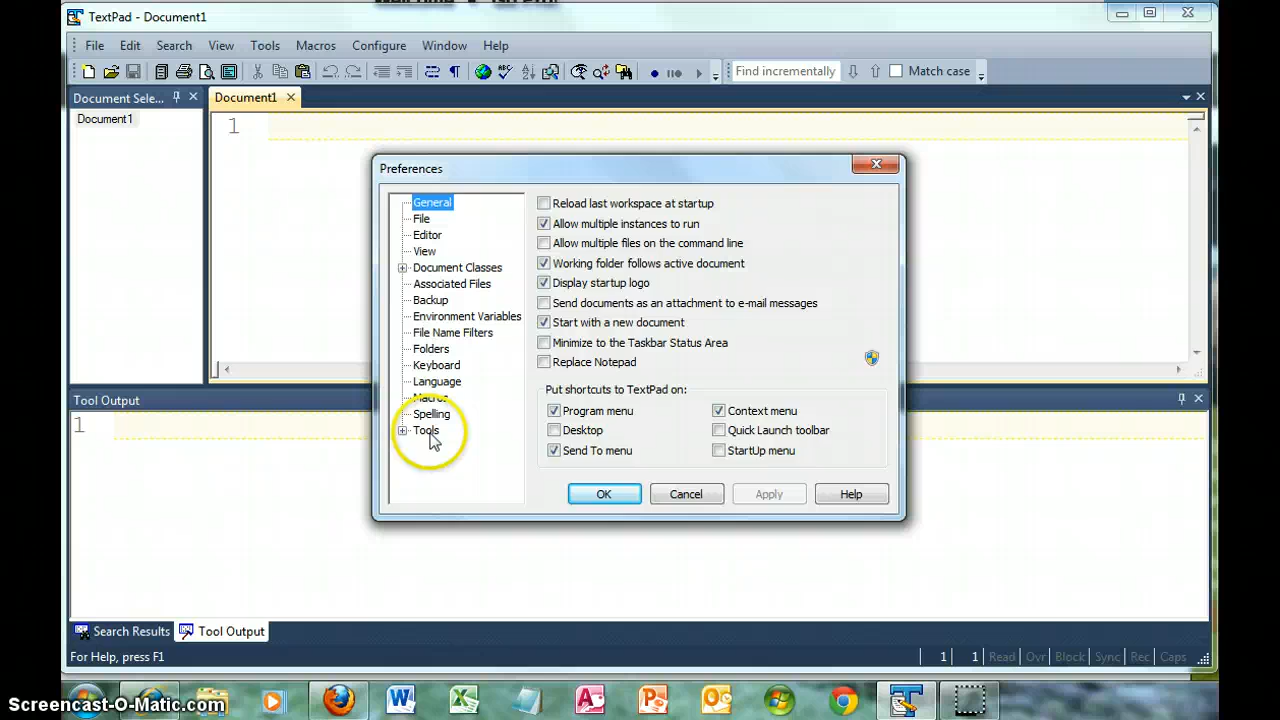 TextPad - Document1
File Edit Search View Tools Macros Configure Window Help
Find incrementally Match case
Document Sele... Document1
Document1
1
Preferences
General
File
Editor
View
Document Classes
Associated Files
Backup
Environment Variables
File Name Filters
Folders
Keyboard
Language
Macros
Spelling
Tools
Reload last workspace at startup
Allow multiple instances to run
Allow multiple files on the command line
Working folder follows active document
Display startup logo
Send documents as an attachment to e-mail messages
Start with a new document
Minimize to the Taskbar Status Area
Replace Notepad
Put shortcuts to TextPad on:
Program menu Context menu
Desktop Quick Launch toolbar
Send To menu StartUp menu
OK Cancel Apply Help
Tool Output
1
Search Results Tool Output
For Help, press F1 1 1 Read Ovr Block Sync Rec Caps
Screencast-O-Matic.com